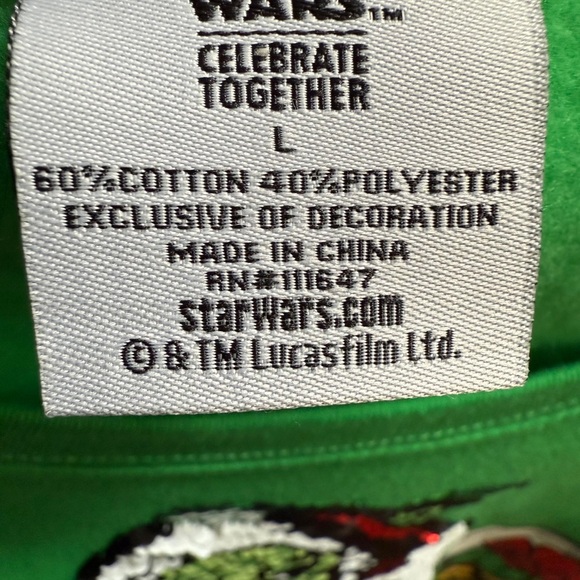 WARS™
CELEBRATE
TOGETHER
L
60%COTTON 40%POLYESTER
EXCLUSIVE OF DECORATION
MADE IN CHINA
RN#111647
starwars.com
© & TM Lucasfilm Ltd.